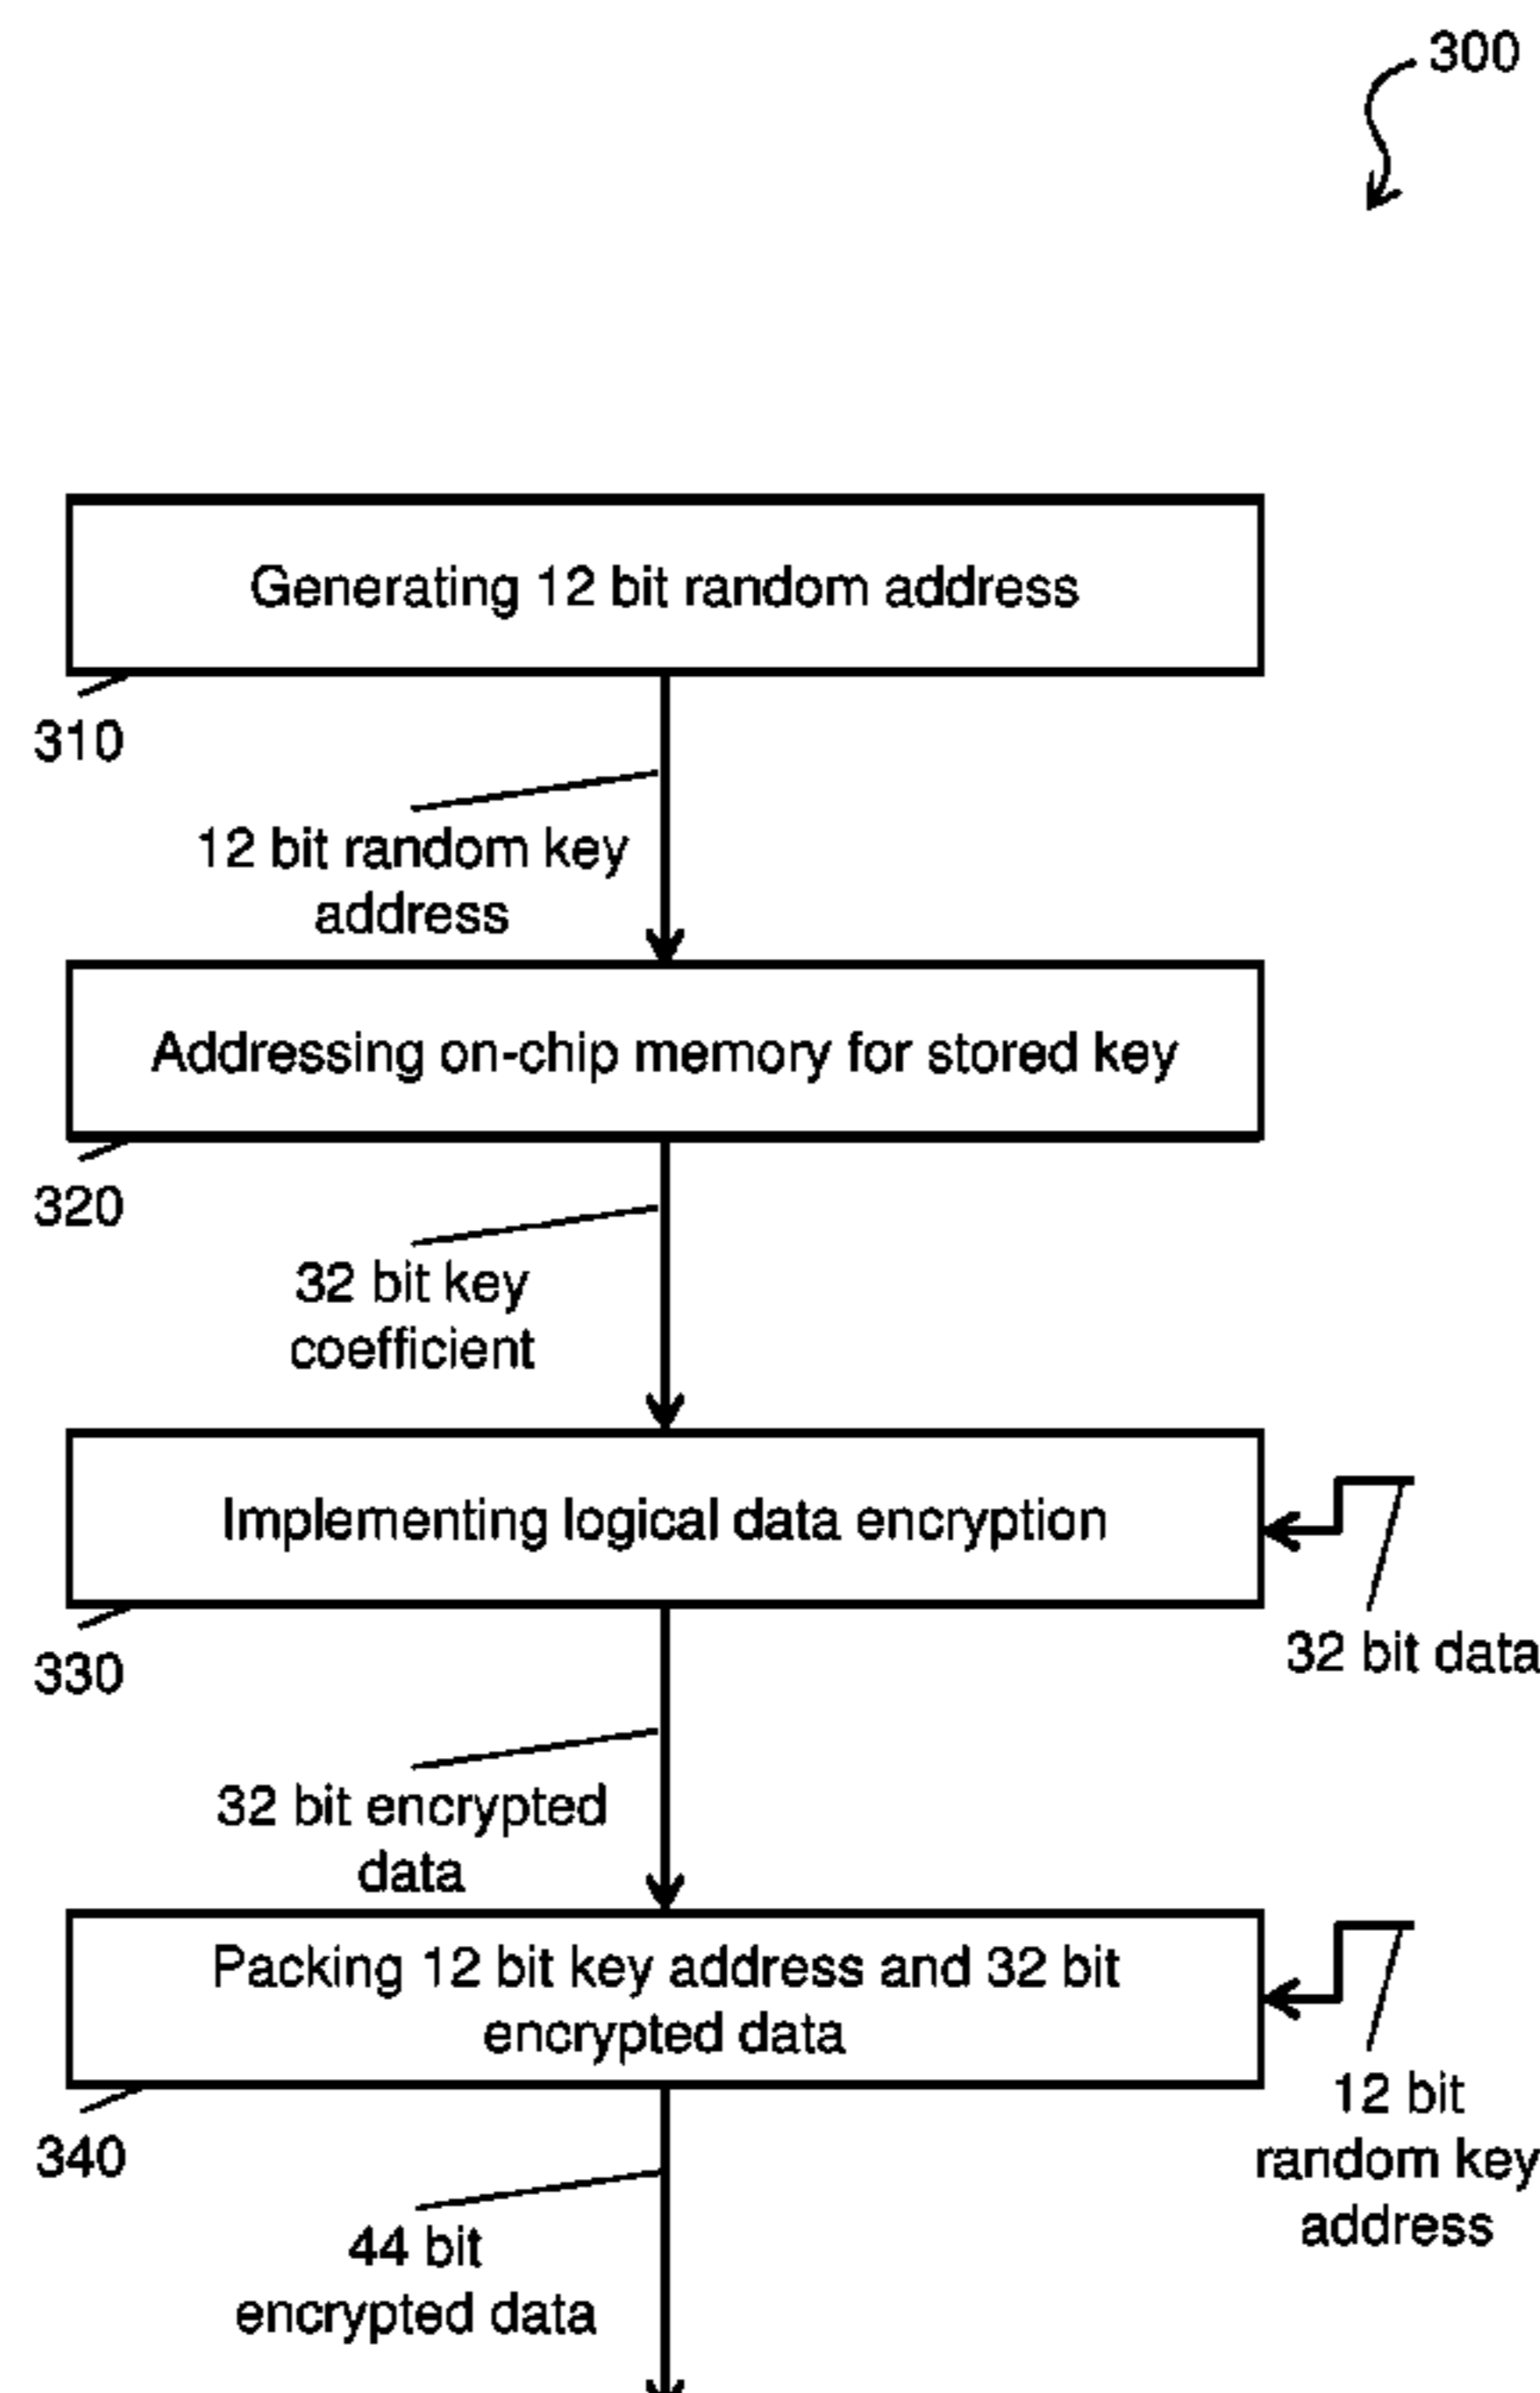 300
Generating 12 bit random address
310
12 bit random key
address
Addressing on-chip memory for stored key
320
32 bit key
coefficient
Implementing logical data encryption
330
32 bit data
32 bit encrypted
data
Packing 12 bit key address and 32 bit
encrypted data
340
12 bit
random key
address
44 bit
encrypted data